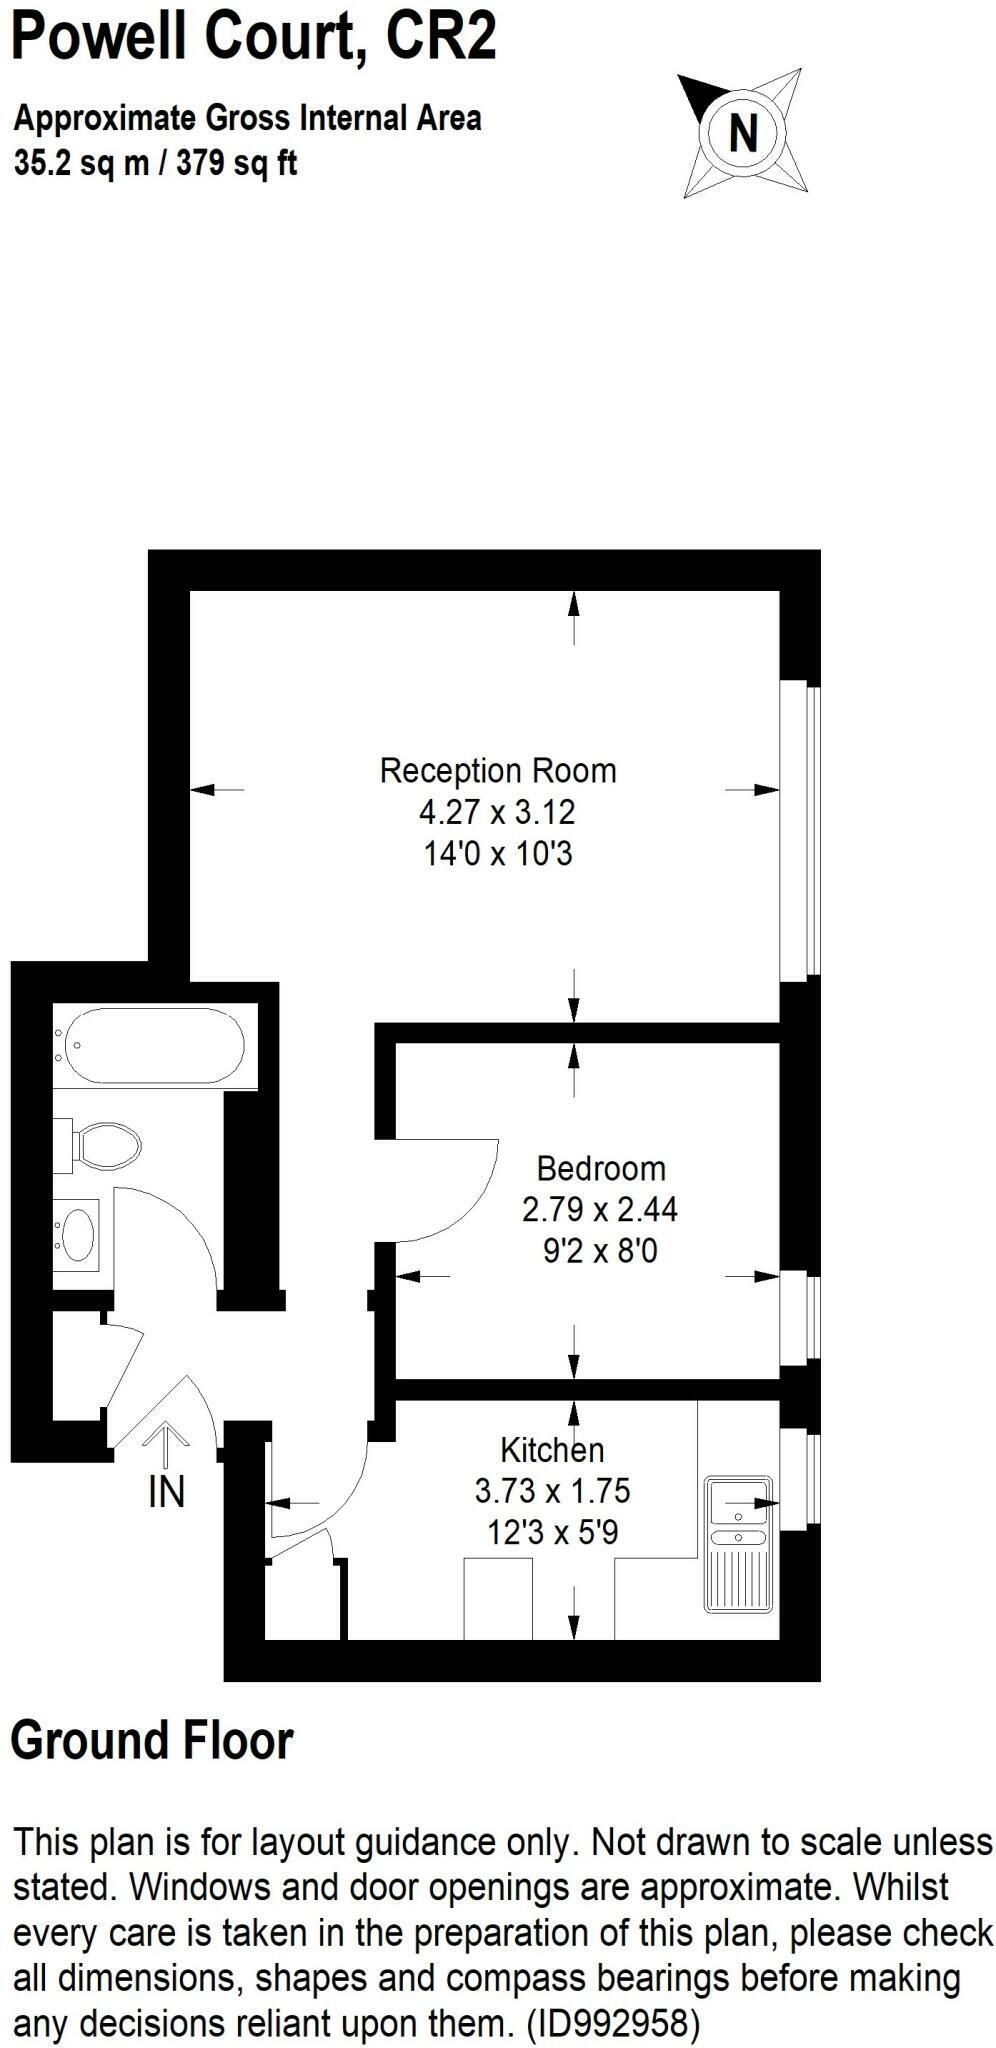 Powell Court, CR2
Approximate Gross Internal Area
35.2 sq m / 379 sq ft
N
Reception Room
4.27 x 3.12
14'0 x 10'3
Bedroom
2.79 x 2.44
9'2 x 8'0
Kitchen
3.73 x 1.75
12'3 x 5'9
IN
Ground Floor
This plan is for layout guidance only. Not drawn to scale unless
stated. Windows and door openings are approximate. Whilst
every care is taken in the preparation of this plan, please check
all dimensions, shapes and compass bearings before making
any decisions reliant upon them. (ID992958)